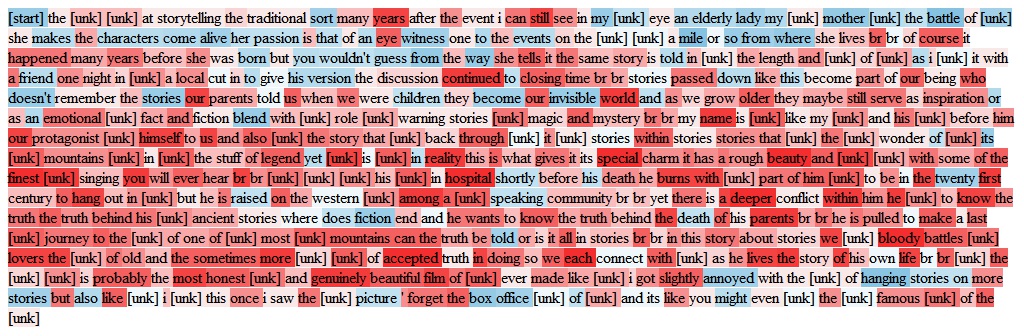 [start] the [unk] [unk] at storytelling the traditional sort many years after the event i can still see in my [unk] eye an elderly lady my [unk] mother [unk] the battle of [unk]
she makes the characters come alive her passion is that of an eye witness one to the events on the [unk] [unk] a mile or so from where she lives br br of course it
happened many years before she was born but you wouldn't guess from the way she tells it the same story is told in [unk] the length and [unk] of [unk] as i [unk] it with
a friend one night in [unk] a local cut in to give his version the discussion continued to closing time br br stories passed down like this become part of our being who
doesn't remember the stories our parents told us when we were children they become our invisible world and as we grow older they maybe still serve as inspiration or
as an emotional [unk] fact and fiction blend with [unk] role [unk] warning stories [unk] magic and mystery br br my name is [unk] like my [unk] and his [unk] before him
our protagonist [unk] himself to us and also [unk] the story that [unk] back through [unk] it [unk] stories within stories stories that [unk] the [unk] wonder of [unk] its
[unk] mountains [unk] in [unk] the stuff of legend yet [unk] is [unk] in reality this is what gives it its special charm it has a rough beauty and [unk] [unk] with some of the
finest [unk] singing you will ever hear br br [unk] [unk] his [unk] in hospital shortly before his death he burns with [unk] part of him [unk] to be in the twenty first
century to hang out in [unk] but he is raised on the western [unk] among a [unk] speaking community br br yet there is a deeper conflict within him he [unk] to know the
truth the truth behind his [unk] ancient stories where does fiction end and he wants to know the truth behind the death of his parents br br he is pulled to make a last
[unk] journey to the [unk] of one of [unk] most [unk] mountains can the truth be told or is it all in stories br br in this story about stories we [unk] bloody battles [unk]
lovers the [unk] of old and the sometimes more [unk] [unk] of accepted truth in doing so we each connect with [unk] as he lives the story of his own life br br [unk] the
[unk] [unk] is probably the most honest [unk] and genuinely beautiful film of [unk] ever made like [unk] i got slightly annoyed with the [unk] of hanging stories on more
stories but also like [unk] i [unk] this once i saw the [unk] picture ' forget the box office [unk] of [unk] and its like you might even [unk] the [unk] famous [unk] of the
[unk]